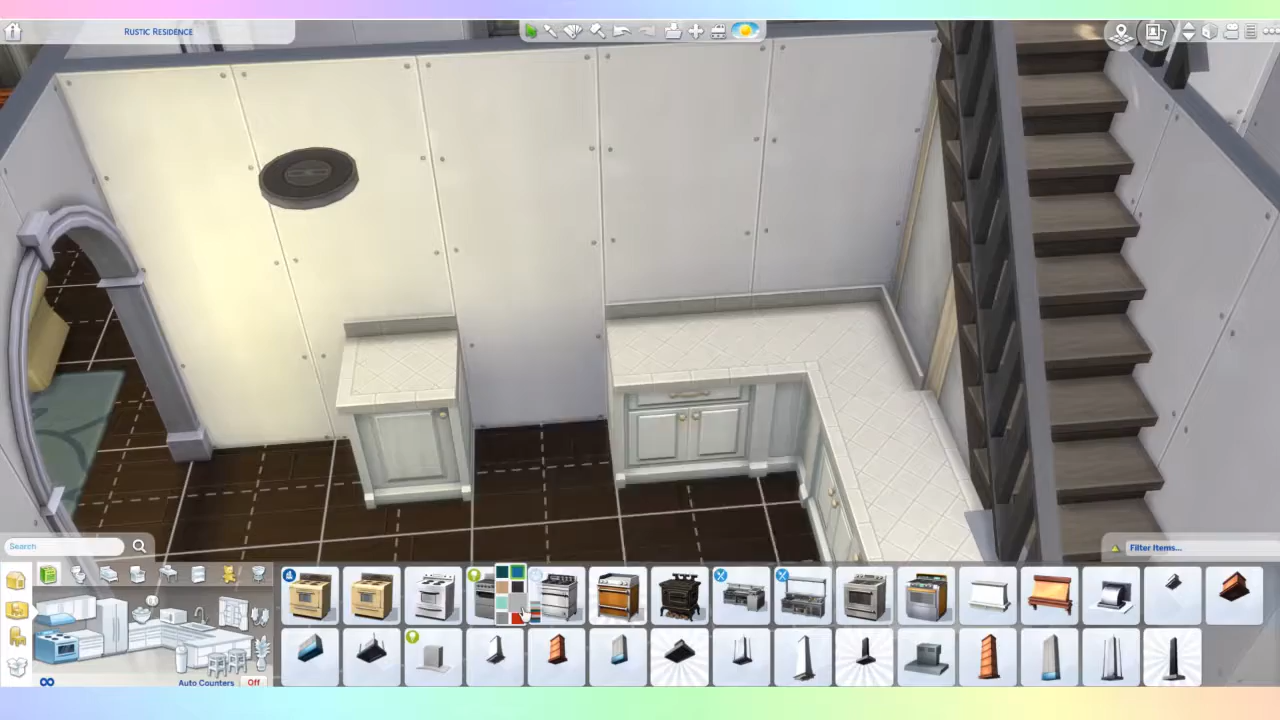 RUSTIC RESIDENCE
Search
Filter Items...
Auto Counters
Off